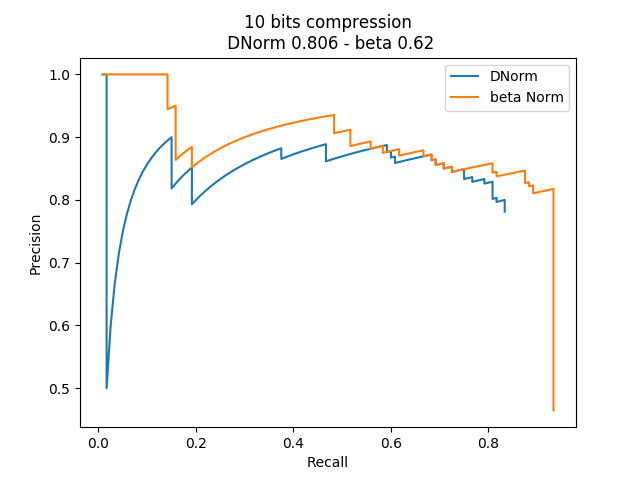 10 bits compression
DNorm 0.806 - beta 0.62
DNorm
beta Norm
1.0
0.9
0.8
0.7
0.6
0.5
Precision
0.0 0.2 0.4 0.6 0.8
Recall